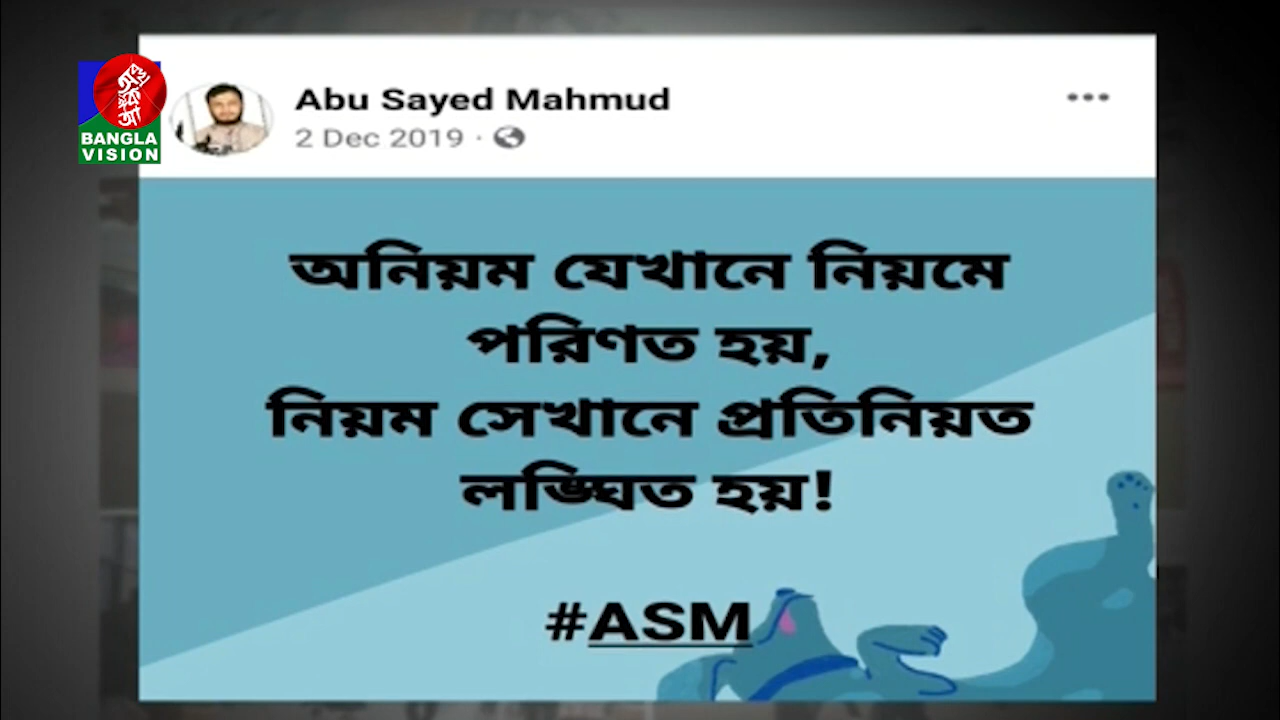 BANGLA
VISION
Abu Sayed Mahmud
2 Dec 2019 ·
অনিয়ম যেখানে নিয়মে
পরিণত হয়,
নিয়ম সেখানে প্রতিনিয়ত
লঙ্ঘিত হয়!
#ASM